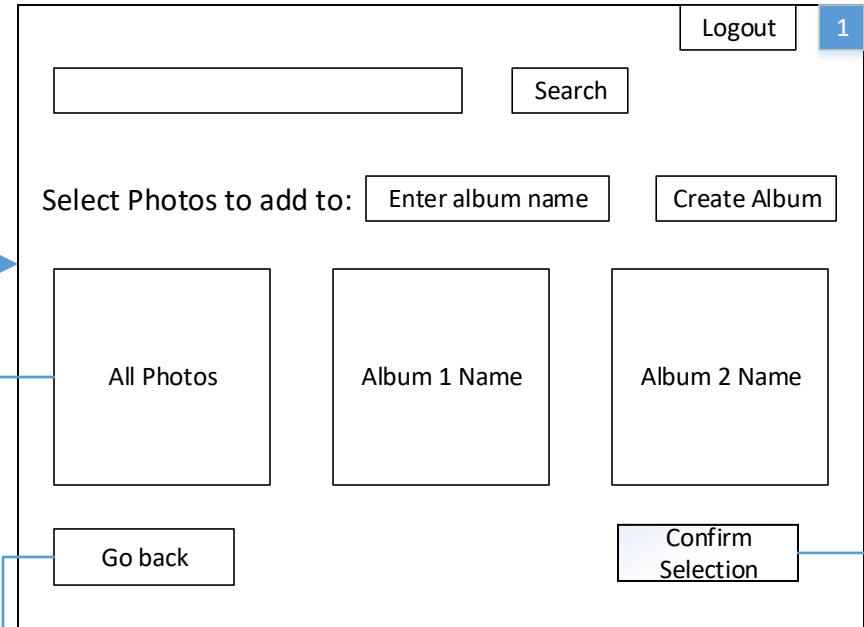 Logout
1
Search
Select Photos to add to:
Enter album name
Create Album
All Photos
Album 1 Name
Album 2 Name
Go back
Confirm
Selection